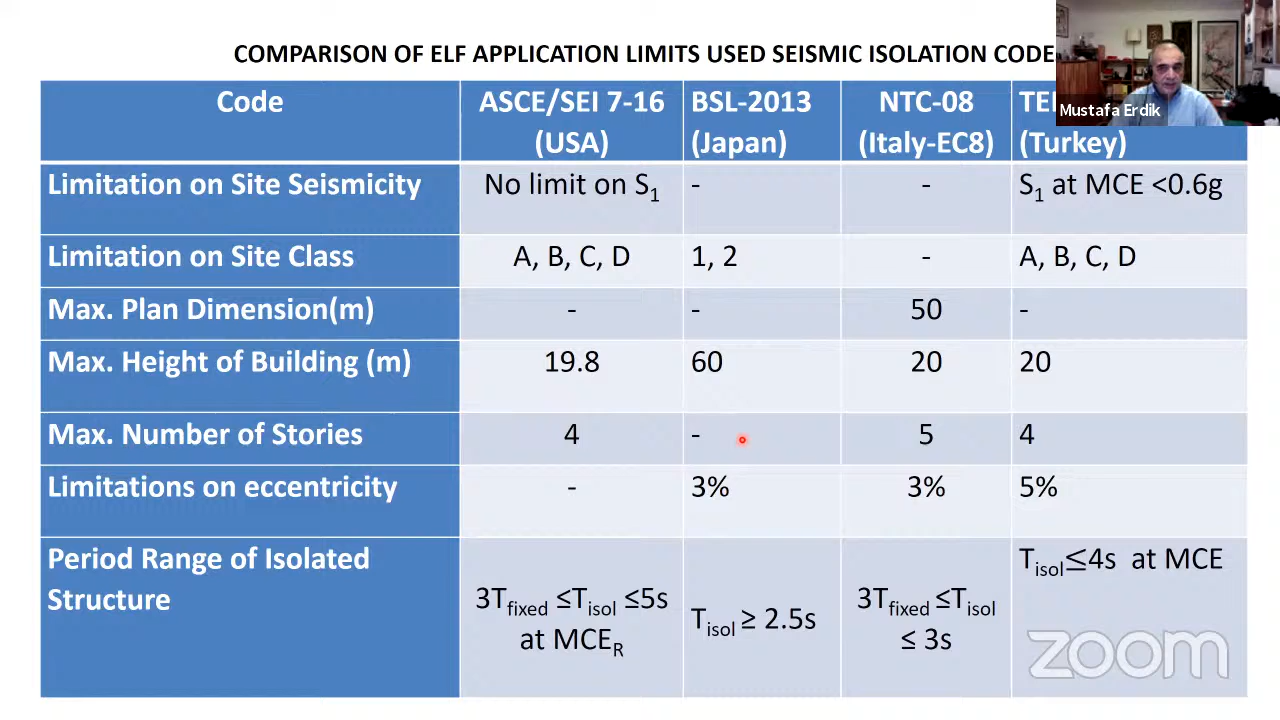 COMPARISON OF ELF APPLICATION LIMITS USED SEISMIC ISOLATION CODE
Mustafa Erdik
Code
ASCE/SEI 7-16
(USA)
BSL-2013
(Japan)
NTC-08
(Italy-EC8)
(Turkey)
Limitation on Site Seismicity
No limit on S1
-
-
S1 at MCE <0.6g
Limitation on Site Class
A, B, C, D
1, 2
-
A, B, C, D
Max. Plan Dimension(m)
-
-
50
-
Max. Height of Building (m)
19.8
60
20
20
Max. Number of Stories
4
-
5
4
Limitations on eccentricity
-
3%
3%
5%
Period Range of Isolated
Structure
3Tfixed ≤Tisol ≤5s
at MCER
Tisol ≥ 2.5s
3Tfixed ≤Tisol
≤ 3s
Tisol≤4s at MCE
zoom